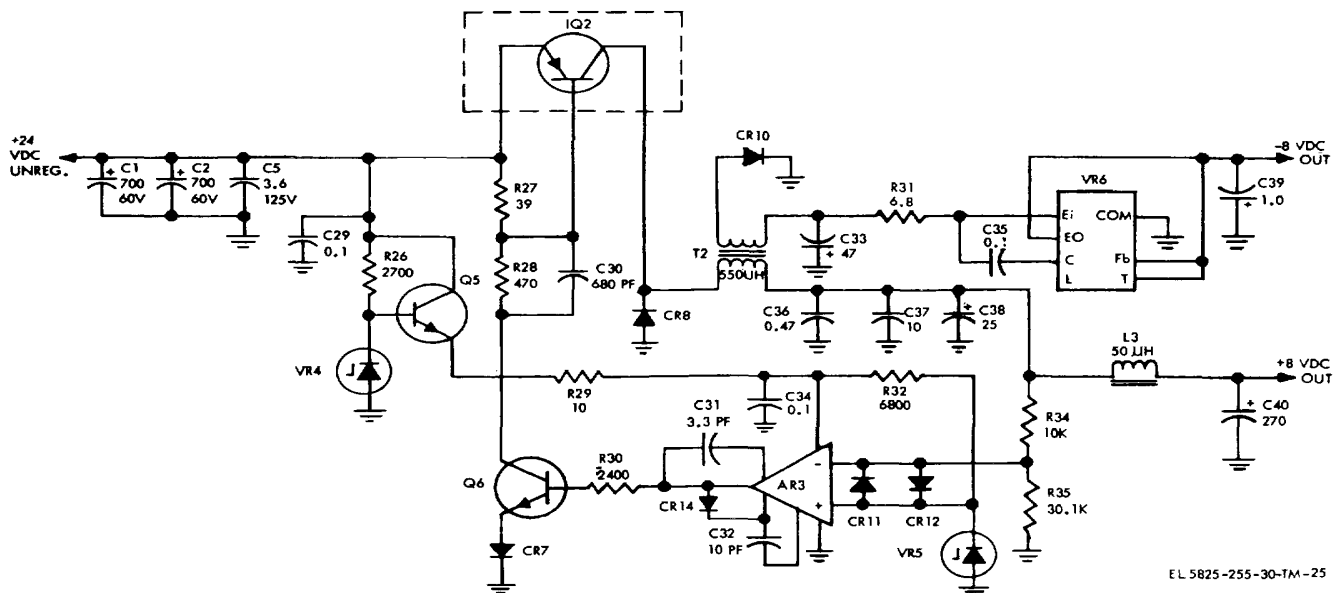 IQ2
+24
VDC
UNREG.
+ C1
700
60V
+ C2
700
60V
C5
3.6
125V
C29
0.1
R26
2700
Q5
VR4
R27
39
R28
470
C30
680 PF
CR8
CR10
T2
550UH
C33
+ 47
R31
6.8
C35
0.1
VR6
Ei
EO
C
L
COM
Fb
T
-8 VDC
OUT
C39
+ 1.0
C36
0.47
C37
10
+ C38
25
L3
50 UH
+8 VDC
OUT
+ C40
270
R29
10
C34
0.1
R32
6800
R34
10K
R35
30.1K
C31
3.3 PF
R30
2400
Q6
CR7
CR14
C32
10 PF
AR3
-
+
CR11
CR12
VR5
EL 5825-255-30-TM-25